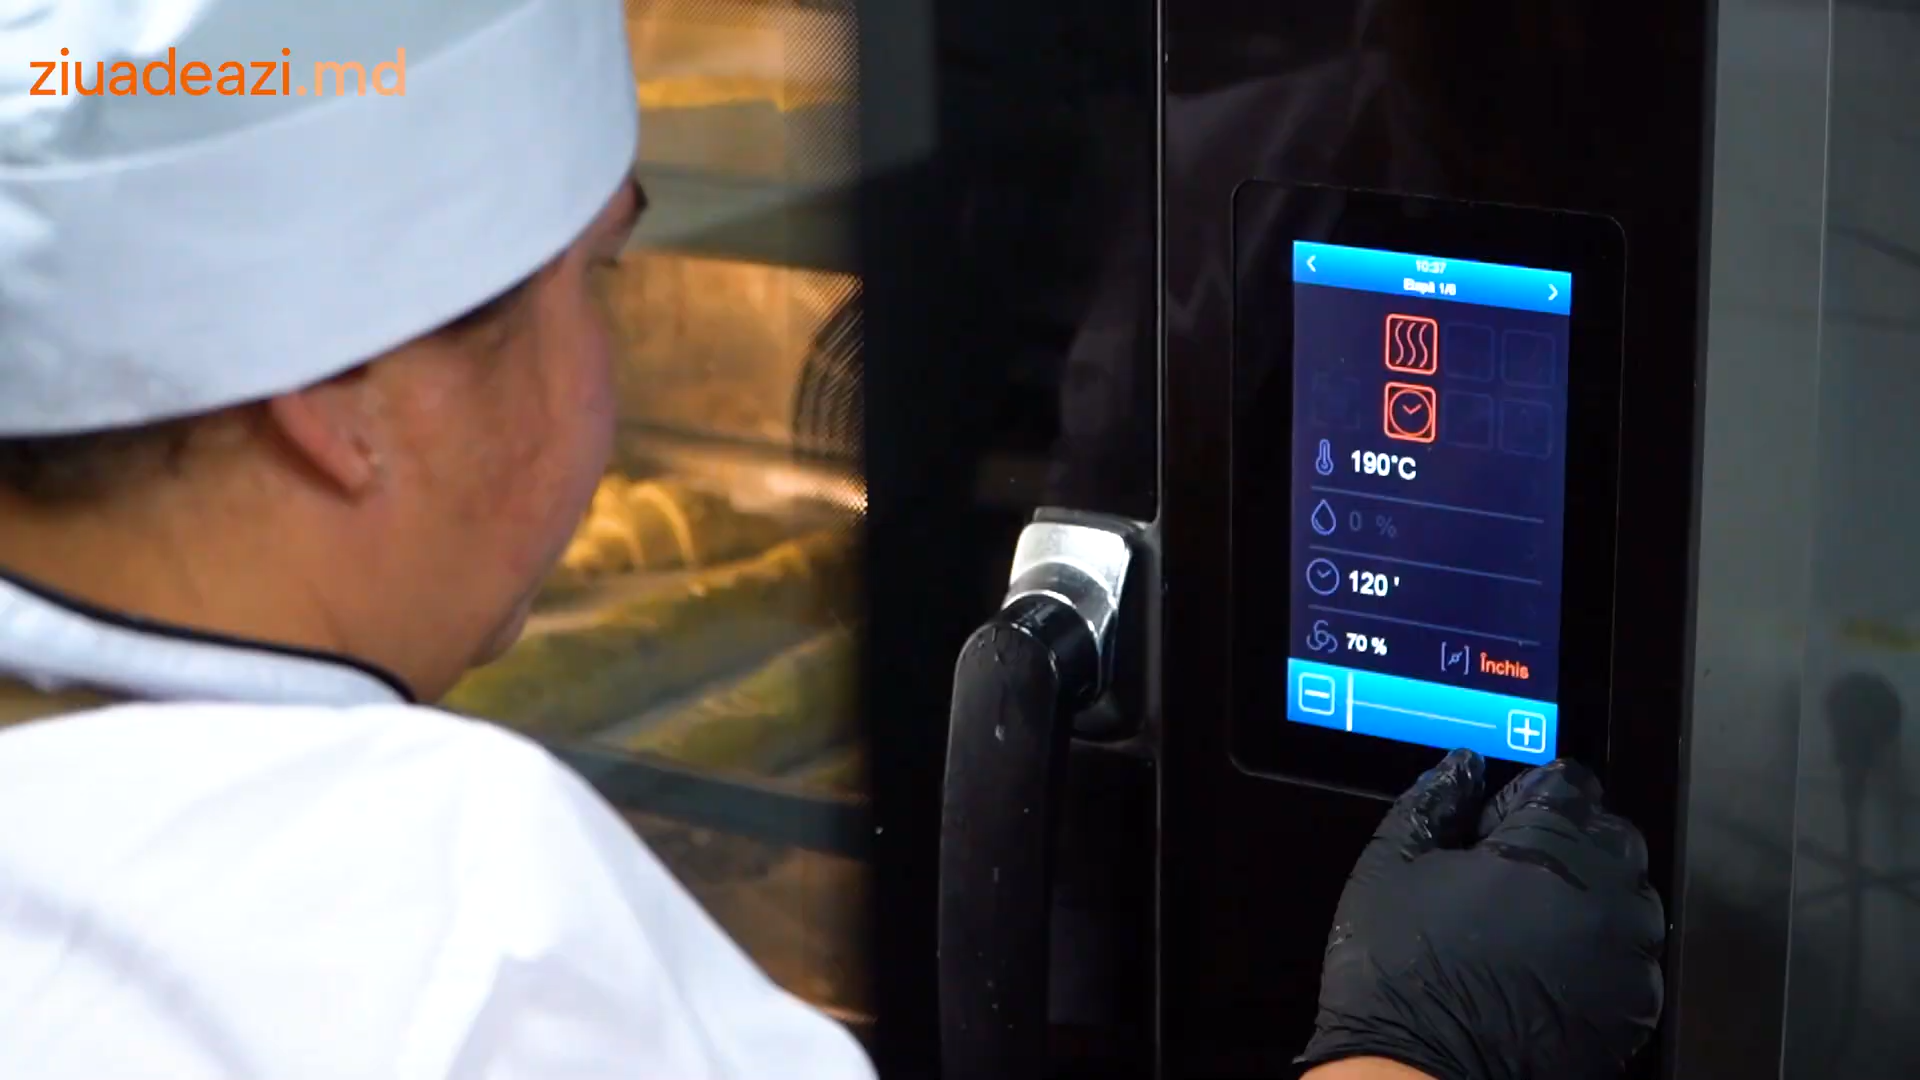 ziuadeazi.md
10:37
Etapă 1/8
190°C
0 %
120 '
70 %
Închis